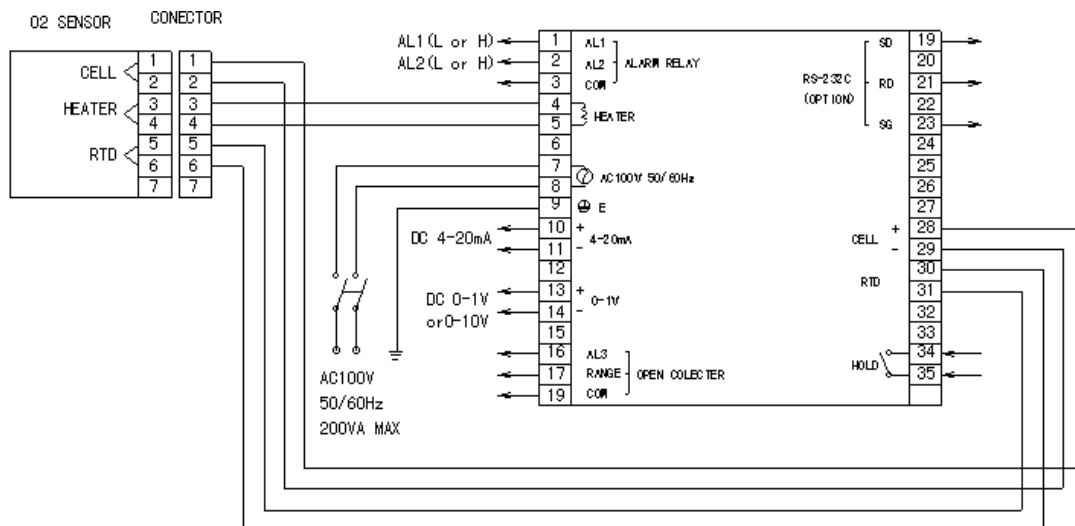 O2 SENSOR
CONECTOR
CELL
HEATER
RTD
1
2
3
4
5
6
7
1
2
3
4
5
6
7
AL1(L or H)
AL2(L or H)
DC 4-20mA
DC 0-1V
or0-10V
AC100V
50/60Hz
200VA MAX
1 AL1
2 AL2 ALARM RELAY
3 COM
4
5 HEATER
6
7
8 AC100V 50/60Hz
9 E
10 +
4-20mA
11 -
12
13 +
0-1V
14 -
15
16 AL3
17 RANGE OPEN COLECTER
19 COM
SD 19
20
RS-232C
RD 21
(OPTION)
22
SG 23
24
25
26
27
+ 28
CELL
- 29
30
RTD
31
32
33
34
HOLD
35